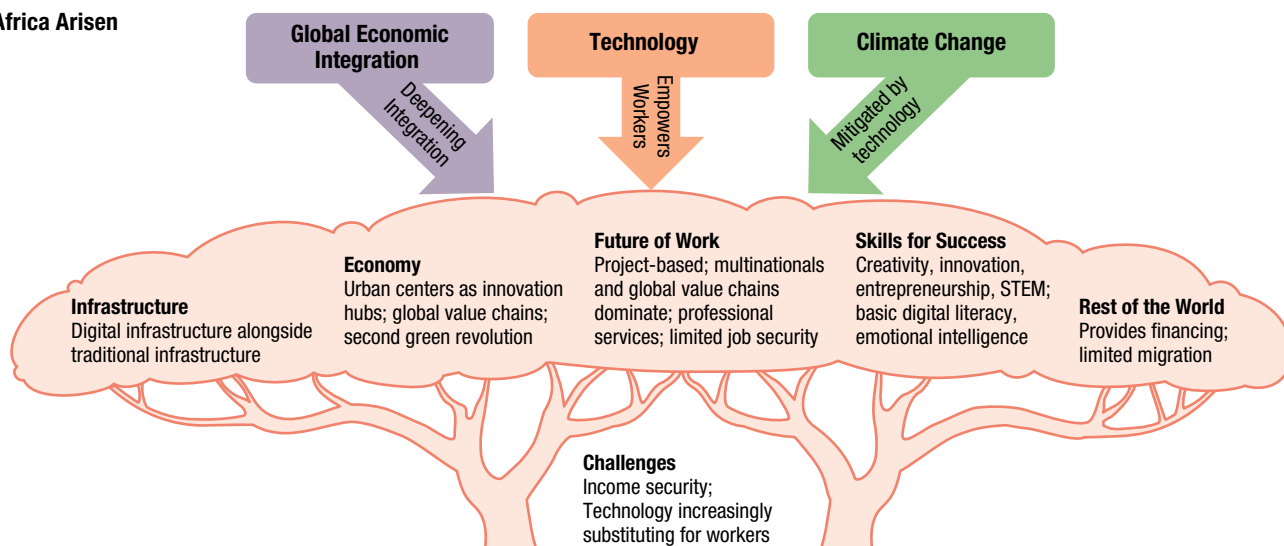 Africa Arisen
Global Economic
Integration
Technology
Climate Change
Deepening
Integration
Empowers
Workers
Mitigated by
technology
Infrastructure
Digital infrastructure alongside
traditional infrastructure
Economy
Urban centers as innovation
hubs; global value chains;
second green revolution
Future of Work
Project-based; multinationals
and global value chains
dominate; professional
services; limited job security
Skills for Success
Creativity, innovation,
entrepreneurship, STEM;
basic digital literacy,
emotional intelligence
Rest of the World
Provides financing;
limited migration
Challenges
Income security;
Technology increasingly
substituting for workers